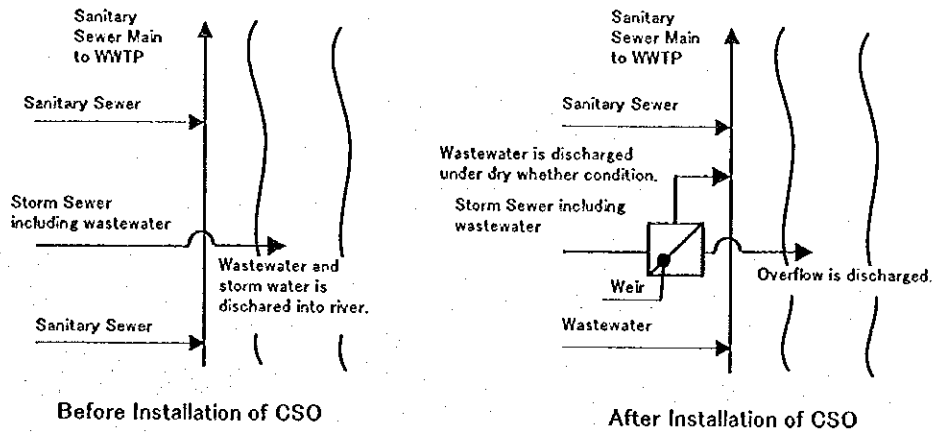 Sanitary
Sewer Main
to WWTP
Sanitary Sewer
Storm Sewer
including wastewater
Wastewater and
storm water is
dischared into river.
Sanitary Sewer
Before Installation of CSO
Sanitary
Sewer Main
to WWTP
Sanitary Sewer
Wastewater is discharged
under dry whether condition.
Storm Sewer including
wastewater
Weir
Overflow is discharged.
Wastewater
After Installation of CSO